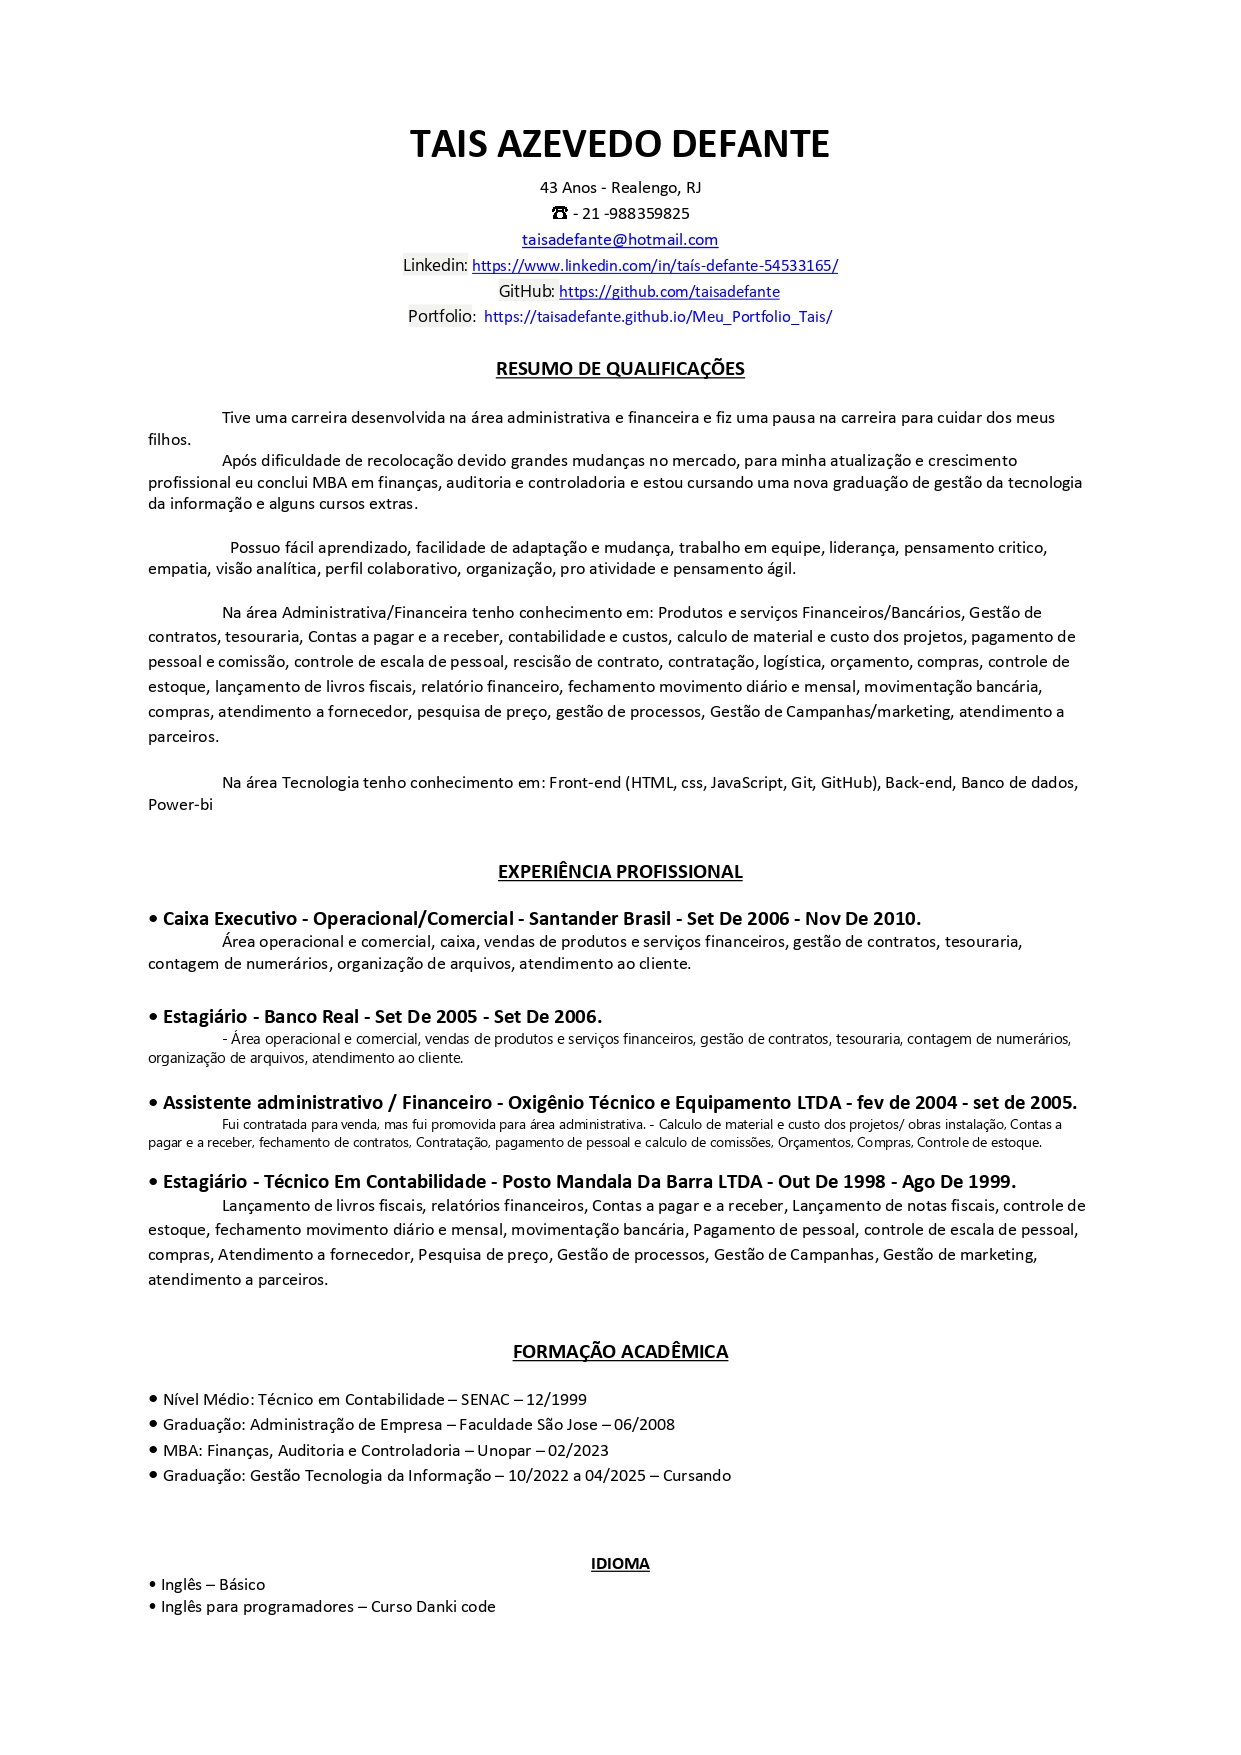 TAIS AZEVEDO DEFANTE
43 Anos - Realengo, RJ
☎ - 21 -988359825
taisadefante@hotmail.com
Linkedin: https://www.linkedin.com/in/taís-defante-54533165/
GitHub: https://github.com/taisadefante
Portfolio: https://taisadefante.github.io/Meu_Portfolio_Tais/
RESUMO DE QUALIFICAÇÕES
Tive uma carreira desenvolvida na área administrativa e financeira e fiz uma pausa na carreira para cuidar dos meus
filhos.
Após dificuldade de recolocação devido grandes mudanças no mercado, para minha atualização e crescimento
profissional eu conclui MBA em finanças, auditoria e controladoria e estou cursando uma nova graduação de gestão da tecnologia
da informação e alguns cursos extras.
Possuo fácil aprendizado, facilidade de adaptação e mudança, trabalho em equipe, liderança, pensamento critico,
empatia, visão analítica, perfil colaborativo, organização, pro atividade e pensamento ágil.
Na área Administrativa/Financeira tenho conhecimento em: Produtos e serviços Financeiros/Bancários, Gestão de
contratos, tesouraria, Contas a pagar e a receber, contabilidade e custos, calculo de material e custo dos projetos, pagamento de
pessoal e comissão, controle de escala de pessoal, rescisão de contrato, contratação, logística, orçamento, compras, controle de
estoque, lançamento de livros fiscais, relatório financeiro, fechamento movimento diário e mensal, movimentação bancária,
compras, atendimento a fornecedor, pesquisa de preço, gestão de processos, Gestão de Campanhas/marketing, atendimento a
parceiros.
Na área Tecnologia tenho conhecimento em: Front-end (HTML, css, JavaScript, Git, GitHub), Back-end, Banco de dados,
Power-bi
EXPERIÊNCIA PROFISSIONAL
• Caixa Executivo - Operacional/Comercial - Santander Brasil - Set De 2006 - Nov De 2010.
Área operacional e comercial, caixa, vendas de produtos e serviços financeiros, gestão de contratos, tesouraria,
contagem de numerários, organização de arquivos, atendimento ao cliente.
• Estagiário - Banco Real - Set De 2005 - Set De 2006.
- Área operacional e comercial, vendas de produtos e serviços financeiros, gestão de contratos, tesouraria, contagem de numerários,
organização de arquivos, atendimento ao cliente.
• Assistente administrativo / Financeiro - Oxigênio Técnico e Equipamento LTDA - fev de 2004 - set de 2005.
Fui contratada para venda, mas fui promovida para área administrativa. - Calculo de material e custo dos projetos/ obras instalação, Contas a
pagar e a receber, fechamento de contratos, Contratação, pagamento de pessoal e calculo de comissões, Orçamentos, Compras, Controle de estoque.
• Estagiário - Técnico Em Contabilidade - Posto Mandala Da Barra LTDA - Out De 1998 - Ago De 1999.
Lançamento de livros fiscais, relatórios financeiros, Contas a pagar e a receber, Lançamento de notas fiscais, controle de
estoque, fechamento movimento diário e mensal, movimentação bancária, Pagamento de pessoal, controle de escala de pessoal,
compras, Atendimento a fornecedor, Pesquisa de preço, Gestão de processos, Gestão de Campanhas, Gestão de marketing,
atendimento a parceiros.
FORMAÇÃO ACADÊMICA
• Nível Médio: Técnico em Contabilidade – SENAC – 12/1999
• Graduação: Administração de Empresa – Faculdade São Jose – 06/2008
• MBA: Finanças, Auditoria e Controladoria – Unopar – 02/2023
• Graduação: Gestão Tecnologia da Informação – 10/2022 a 04/2025 – Cursando
IDIOMA
• Inglês – Básico
• Inglês para programadores – Curso Danki code